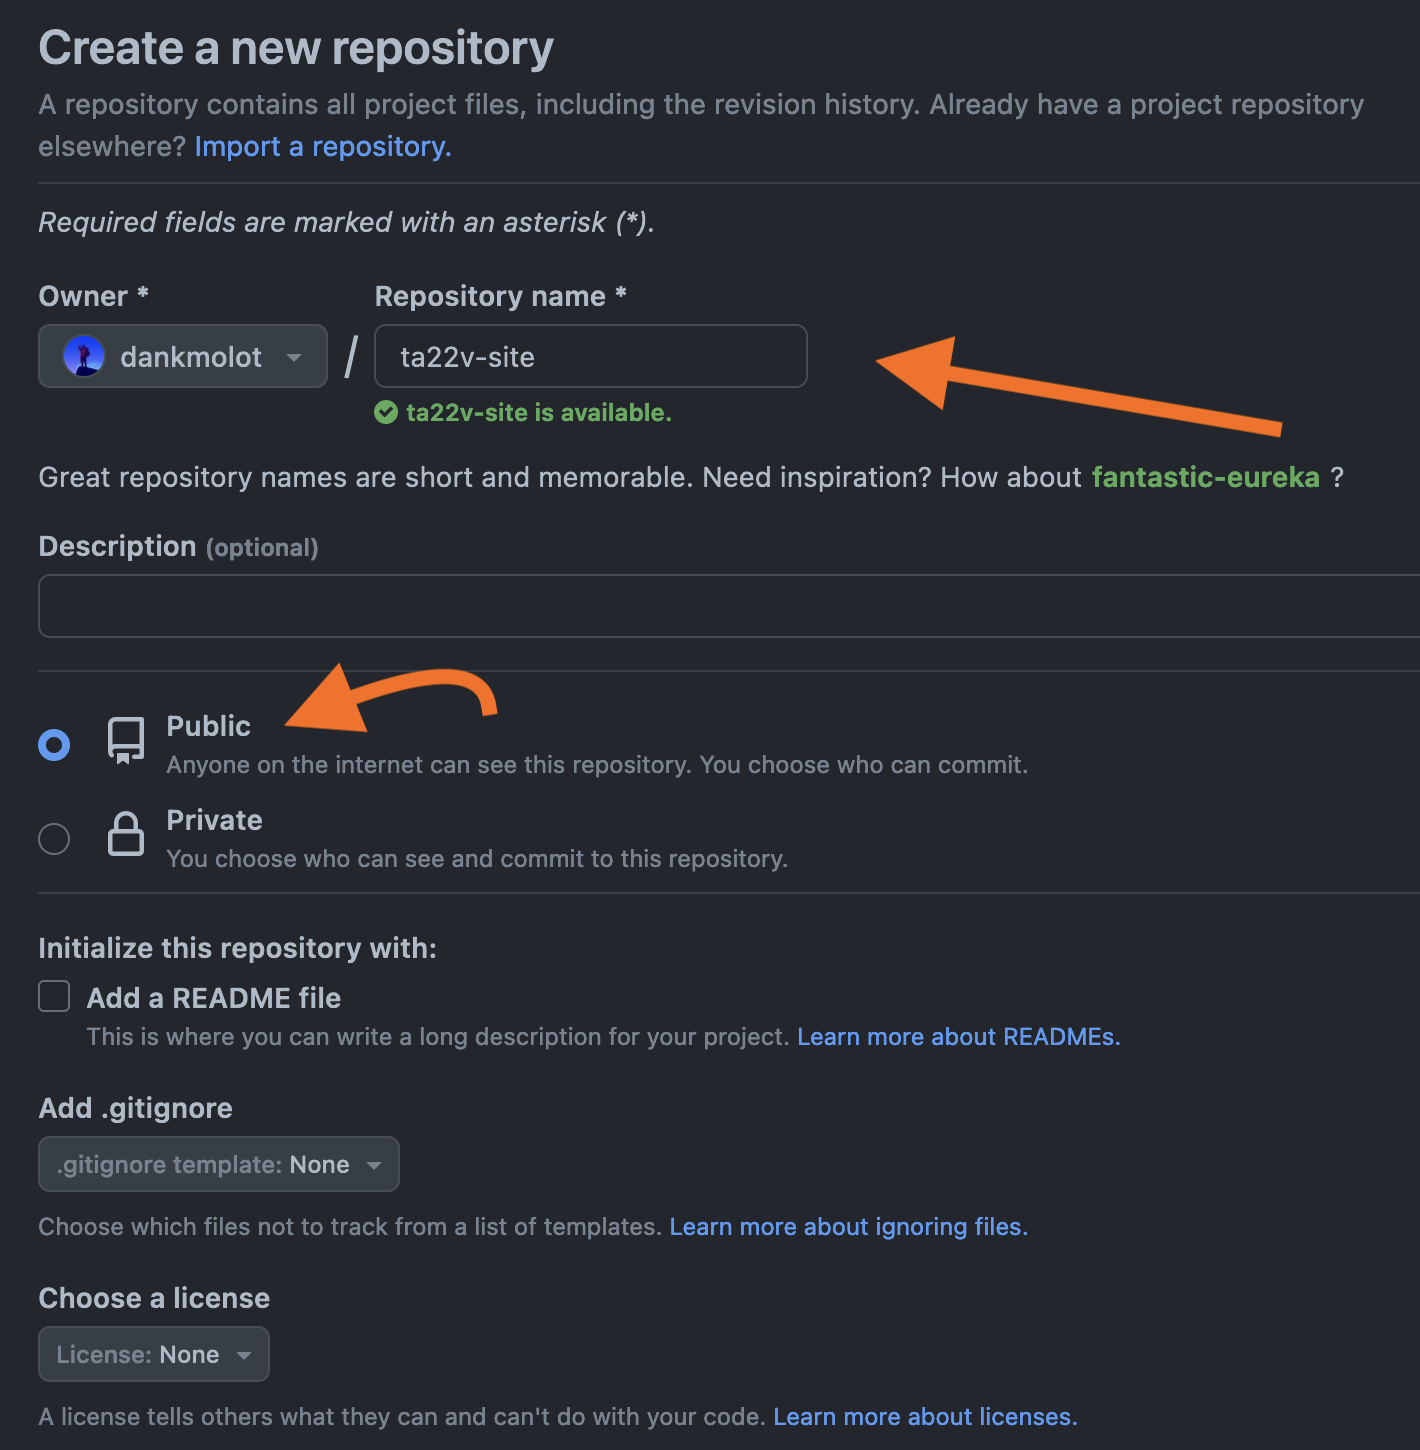 Create a new repository
A repository contains all project files, including the revision history. Already have a project repository
elsewhere? Import a repository.
Required fields are marked with an asterisk (*).
Owner * Repository name *
dankmolot / ta22v-site
ta22v-site is available.
Great repository names are short and memorable. Need inspiration? How about fantastic-eureka ?
Description (optional)
Public
Anyone on the internet can see this repository. You choose who can commit.
Private
You choose who can see and commit to this repository.
Initialize this repository with:
Add a README file
This is where you can write a long description for your project. Learn more about READMEs.
Add .gitignore
.gitignore template: None
Choose which files not to track from a list of templates. Learn more about ignoring files.
Choose a license
License: None
A license tells others what they can and can't do with your code. Learn more about licenses.